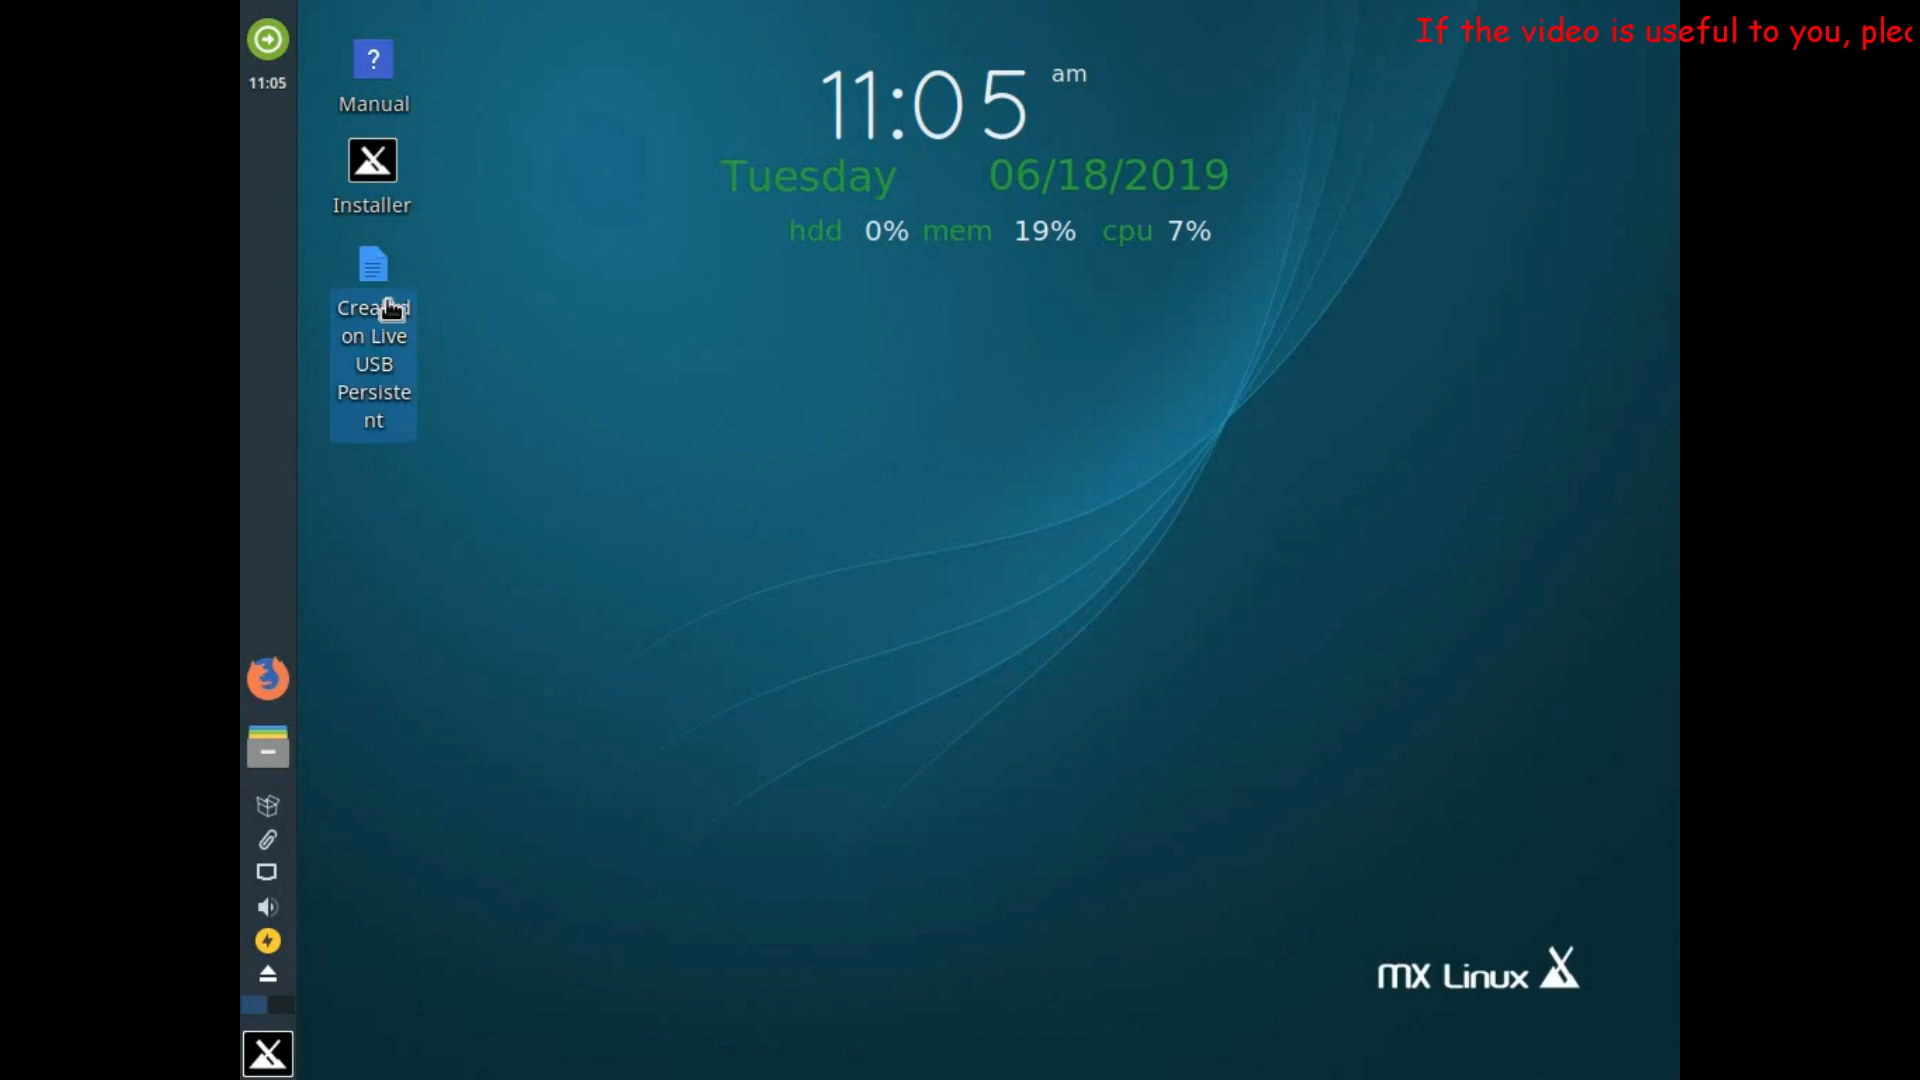 If the video is useful to you, plea
11:05
Manual
Installer
Created
on Live
USB
Persiste
nt
11:05 am
Tuesday 06/18/2019
hdd 0% mem 19% cpu 7%
MX Linux